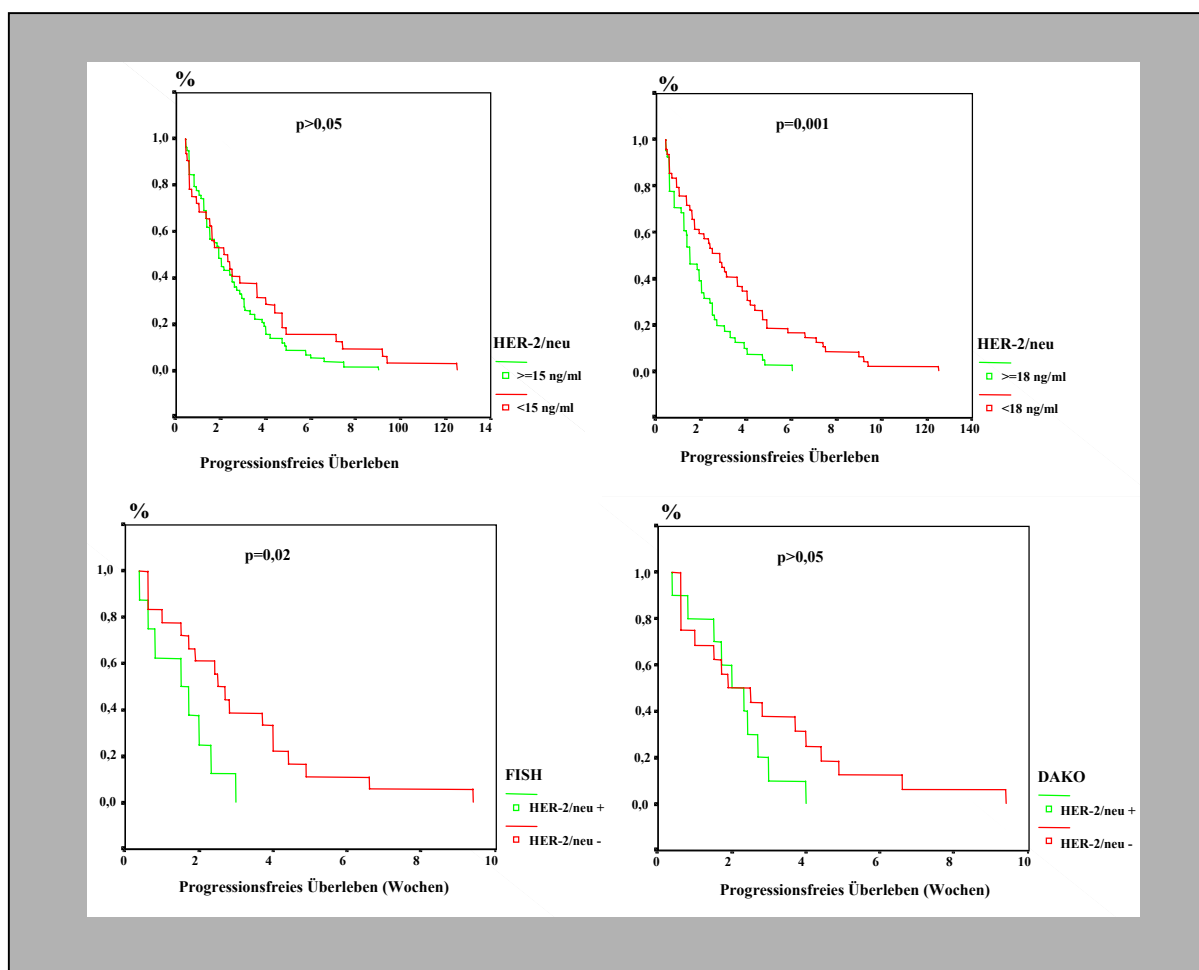 %
p>0,05
1,0
0,8
0,6
0,4
0,2
0,0
0 2 4 6 8 100 120 14
Progressionsfreies Überleben
HER-2/neu
>=15 ng/ml
<15 ng/ml
%
p=0,001
1,0
0,8
0,6
0,4
0,2
0,0
0 2 4 6 8 10 120 140
Progressionsfreies Überleben
HER-2/neu
>=18 ng/ml
<18 ng/ml
%
p=0,02
1,0
0,8
0,6
0,4
0,2
0,0
0 2 4 6 8 10
Progressionsfreies Überleben (Wochen)
FISH
HER-2/neu +
HER-2/neu -
%
p>0,05
1,0
0,8
0,6
0,4
0,2
0,0
0 2 4 6 8 10
Progressionsfreies Überleben (Wochen)
DAKO
HER-2/neu +
HER-2/neu -